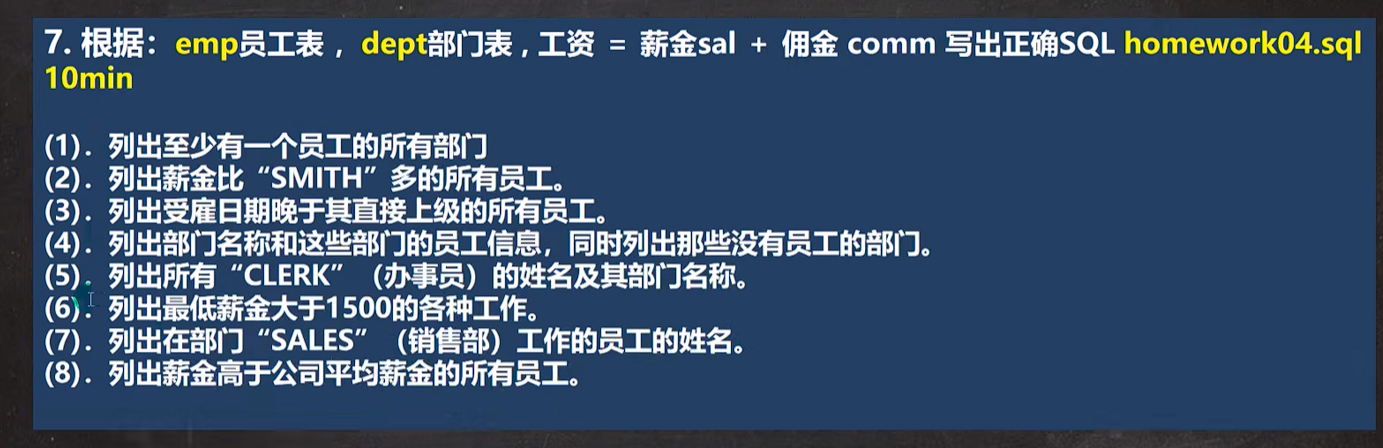 7. 根据：emp员工表 ，dept部门表 , 工资 = 薪金sal + 佣金 comm 写出正确SQL homework04.sql
10min
(1). 列出至少有一个员工的所有部门
(2). 列出薪金比“SMITH”多的所有员工。
(3). 列出受雇日期晚于其直接上级的所有员工。
(4). 列出部门名称和这些部门的员工信息，同时列出那些没有员工的部门。
(5). 列出所有“CLERK”（办事员）的姓名及其部门名称。
(6). 列出最低薪金大于1500的各种工作。
(7). 列出在部门“SALES”（销售部）工作的员工的姓名。
(8). 列出薪金高于公司平均薪金的所有员工。